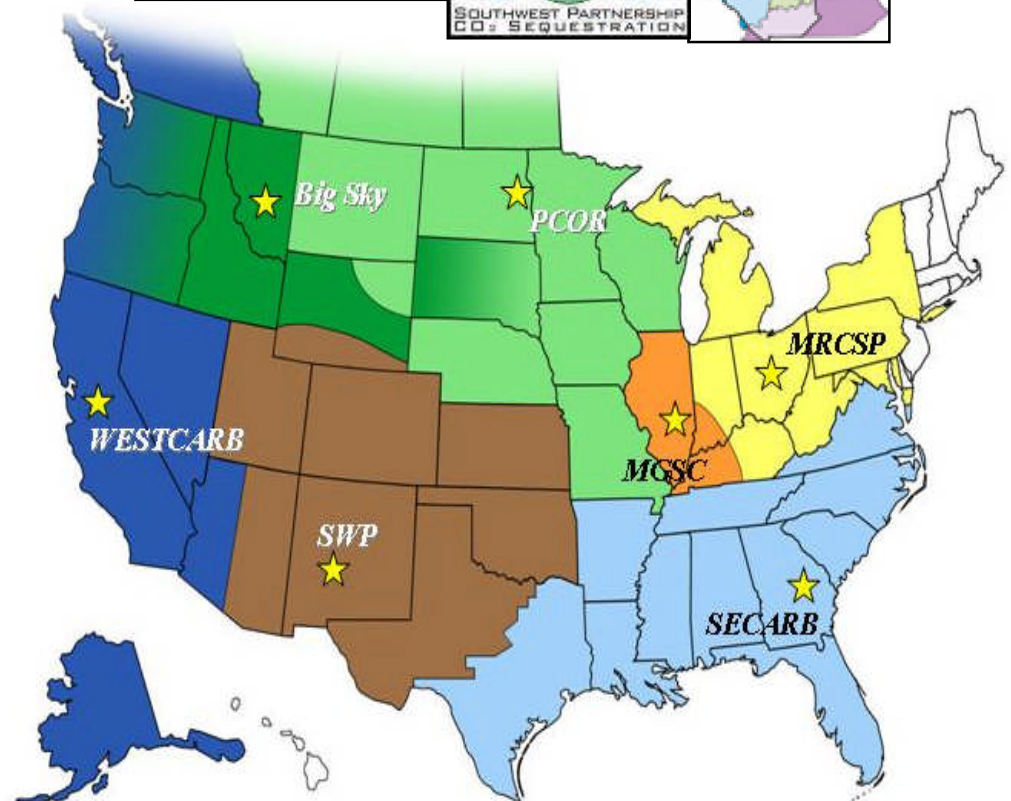 SOUTHWEST PARTNERSHIP
CO₂ SEQUESTRATION
Big Sky
PCOR
MRCSP
WESTCARB
MGSC
SWP
SECARB